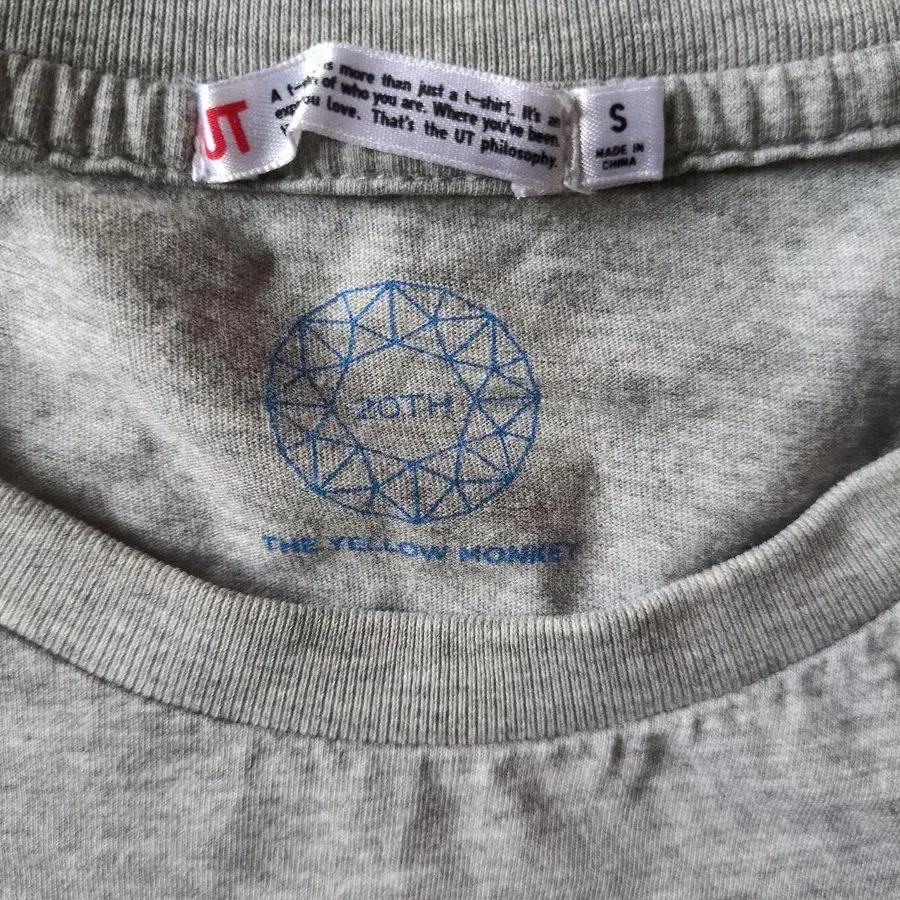 UT
is more than just a t-shirt. It's an
A of who you are. Where you've been.
you love. That's the UT philosophy.
S
MADE IN
CHINA
20TH
THE YELLOW MONKEY